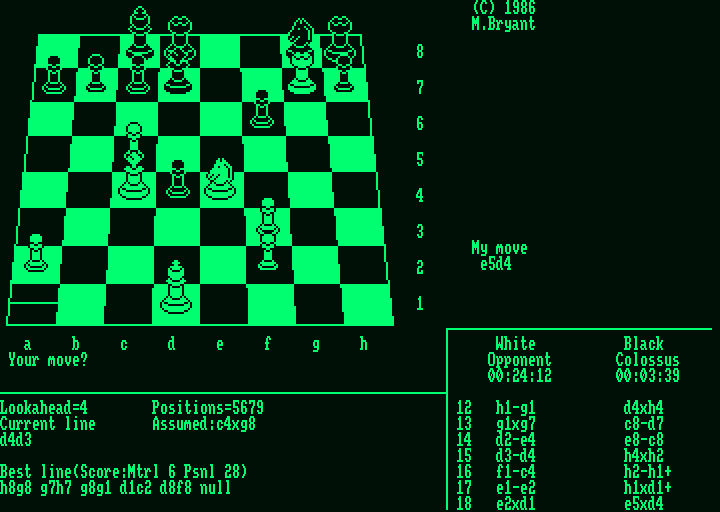 (C) 1986
M.Bryant
8
7
6
5
4
3
2
1
a b c d e f g h
My move
e5d4
Your move?
White Black
Opponent Colossus
00:24:12 00:03:39
Lookahead=4 Positions=5679
Current line Assumed:c4xg8
d4d3
Best line(Score:Mtrl 6 Psnl 28)
h8g8 g7h7 g8g1 d1c2 d8f8 null
12 h1-g1 d4xh4
13 g1xg7 c8-d7
14 d2-e4 e8-c8
15 d3-d4 h4xh2
16 f1-c4 h2-h1+
17 e1-e2 h1xd1+
18 e2xd1 e5xd4